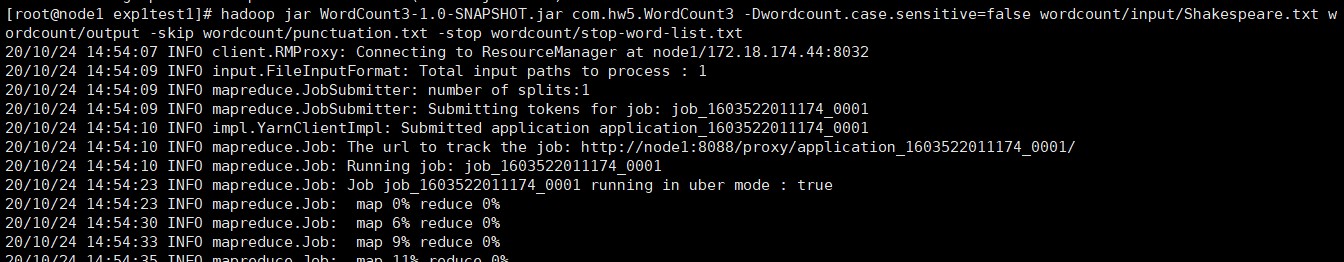 [root@node1 exp1test1]# hadoop jar WordCount3-1.0-SNAPSHOT.jar com.hw5.WordCount3 -Dwordcount.case.sensitive=false wordcount/input/Shakespeare.txt w
ordcount/output -skip wordcount/punctuation.txt -stop wordcount/stop-word-list.txt
20/10/24 14:54:07 INFO client.RMProxy: Connecting to ResourceManager at node1/172.18.174.44:8032
20/10/24 14:54:09 INFO input.FileInputFormat: Total input paths to process : 1
20/10/24 14:54:09 INFO mapreduce.JobSubmitter: number of splits:1
20/10/24 14:54:09 INFO mapreduce.JobSubmitter: Submitting tokens for job: job_1603522011174_0001
20/10/24 14:54:10 INFO impl.YarnClientImpl: Submitted application application_1603522011174_0001
20/10/24 14:54:10 INFO mapreduce.Job: The url to track the job: http://node1:8088/proxy/application_1603522011174_0001/
20/10/24 14:54:10 INFO mapreduce.Job: Running job: job_1603522011174_0001
20/10/24 14:54:23 INFO mapreduce.Job: Job job_1603522011174_0001 running in uber mode : true
20/10/24 14:54:23 INFO mapreduce.Job:  map 0% reduce 0%
20/10/24 14:54:30 INFO mapreduce.Job:  map 6% reduce 0%
20/10/24 14:54:33 INFO mapreduce.Job:  map 9% reduce 0%
20/10/24 14:54:35 INFO mapreduce.Job:  map 11% reduce 0%